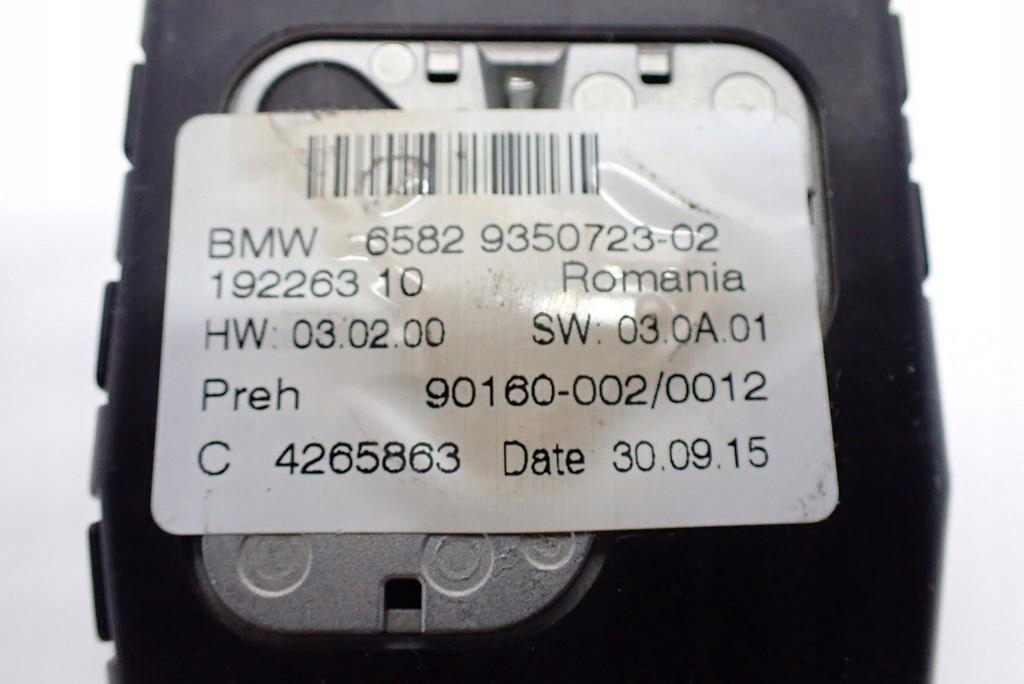 BMW 6582 9350723-02
192263 10 Romania
HW: 03.02.00 SW: 03.0A.01
Preh 90160-002/0012
C 4265863 Date 30.09.15